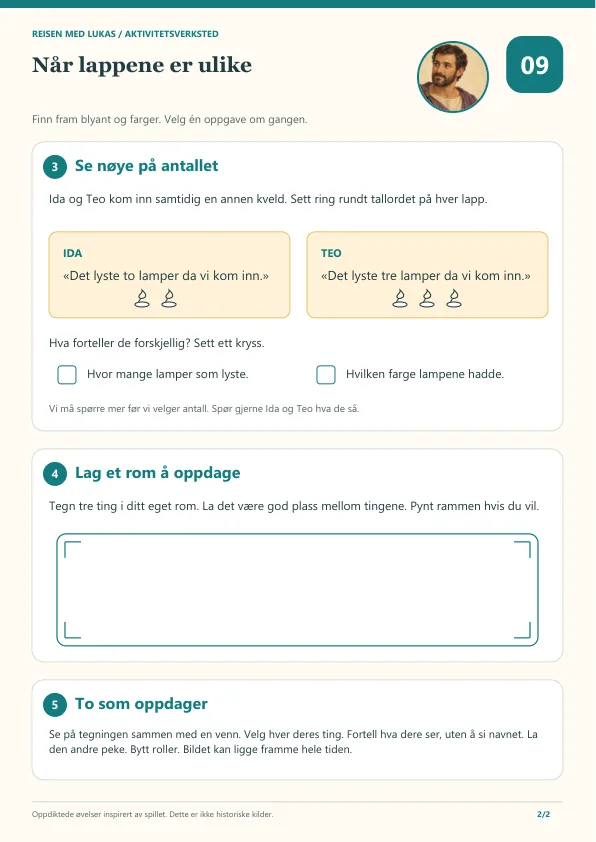 REISEN MED LUKAS / AKTIVITETSVERKSTED
Når lappene er ulike
09
Finn fram blyant og farger. Velg én oppgave om gangen.
3 Se nøye på antallet
Ida og Teo kom inn samtidig en annen kveld. Sett ring rundt tallordet på hver lapp.
IDA
«Det lyste to lamper da vi kom inn.»
TEO
«Det lyste tre lamper da vi kom inn.»
Hva forteller de forskjellig? Sett ett kryss.
Hvor mange lamper som lyste.
Hvilken farge lampene hadde.
Vi må spørre mer før vi velger antall. Spør gjerne Ida og Teo hva de så.
4 Lag et rom å oppdage
Tegn tre ting i ditt eget rom. La det være god plass mellom tingene. Pynt rammen hvis du vil.
5 To som oppdager
Se på tegningen sammen med en venn. Velg hver deres ting. Fortell hva dere ser, uten å si navnet. La
den andre peke. Bytt roller. Bildet kan ligge framme hele tiden.
Oppdiktede øvelser inspirert av spillet. Dette er ikke historiske kilder.
2/2